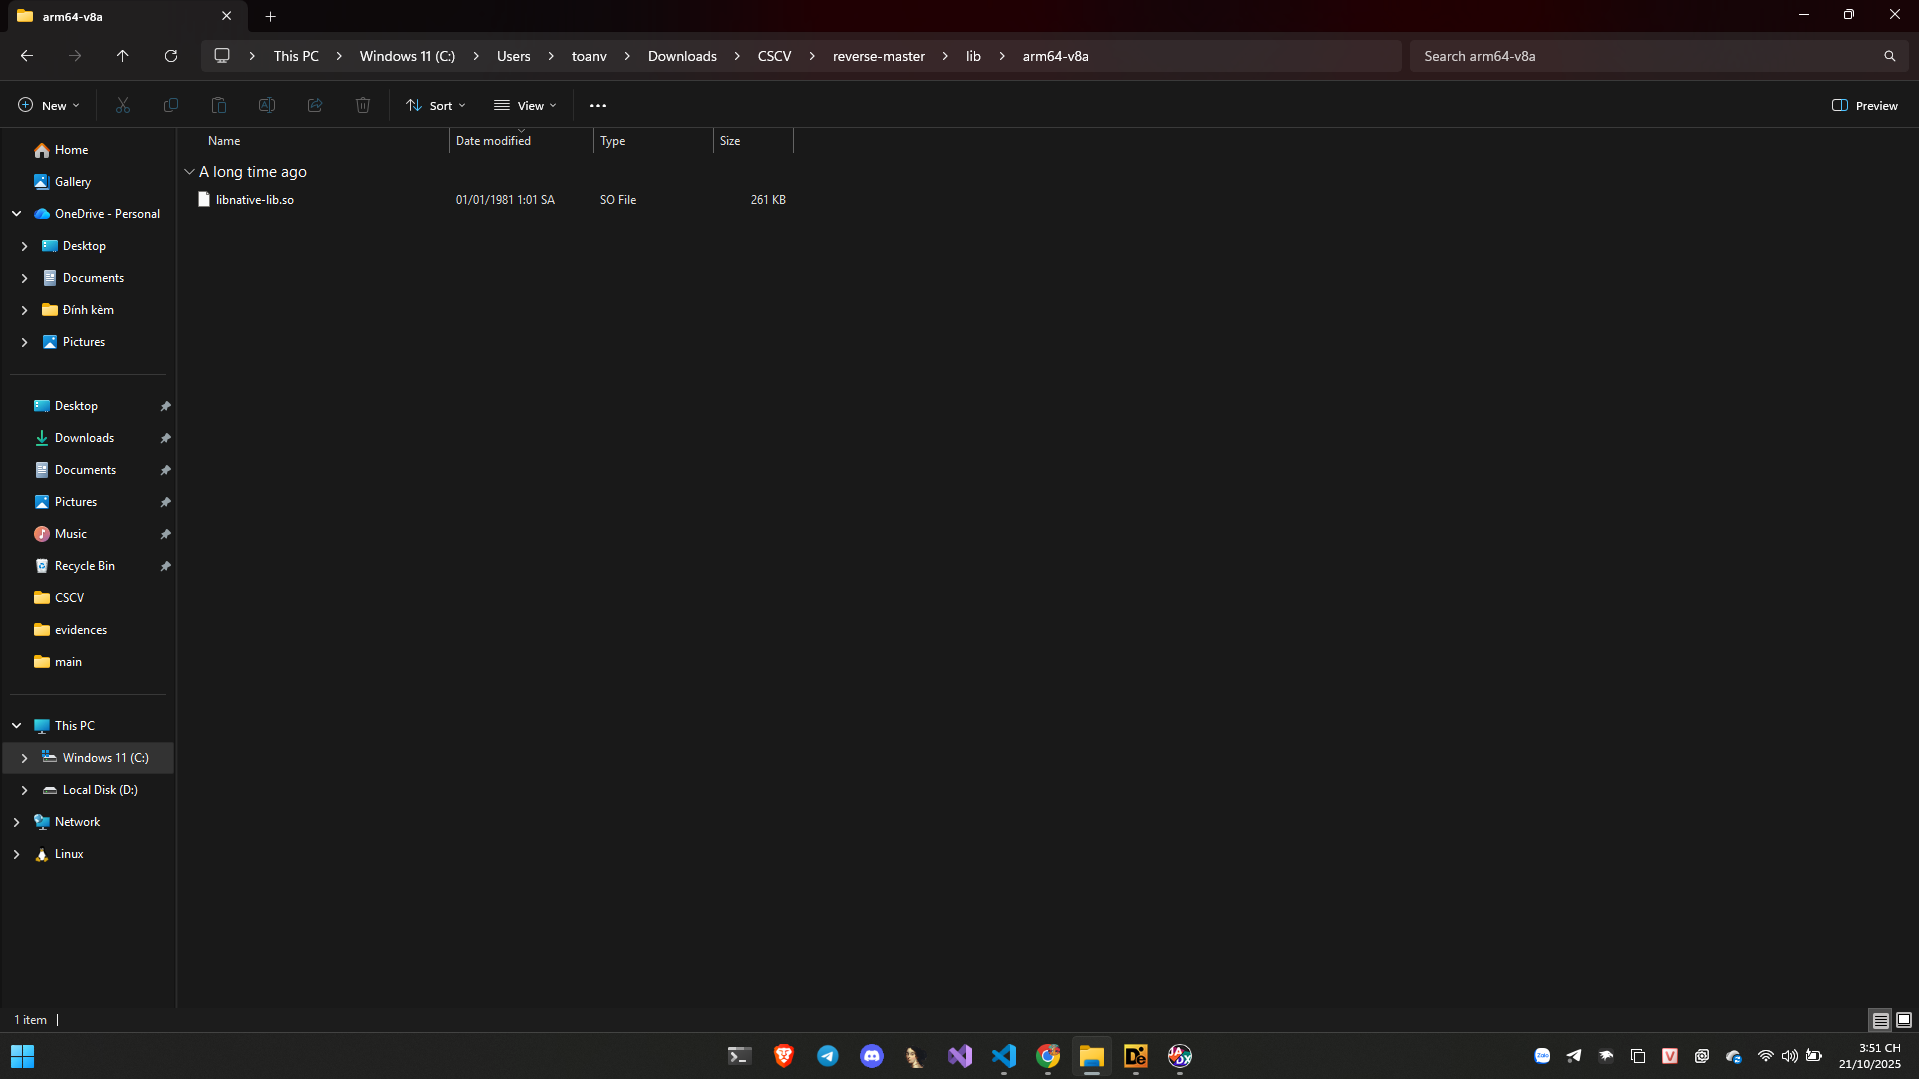 arm64-v8a
This PC
Windows 11 (C:)
Users
toanv
Downloads
CSCV
reverse-master
lib
arm64-v8a
Search arm64-v8a
New
Sort
View
Preview
Name
Date modified
Type
Size
A long time ago
libnative-lib.so
01/01/1981 1:01 SA
SO File
261 KB
Home
Gallery
OneDrive - Personal
Desktop
Documents
Đính kèm
Pictures
Desktop
Downloads
Documents
Pictures
Music
Recycle Bin
CSCV
evidences
main
This PC
Windows 11 (C:)
Local Disk (D:)
Network
Linux
1 item
De
JADX
Zalo
V
3:51 CH
21/10/2025